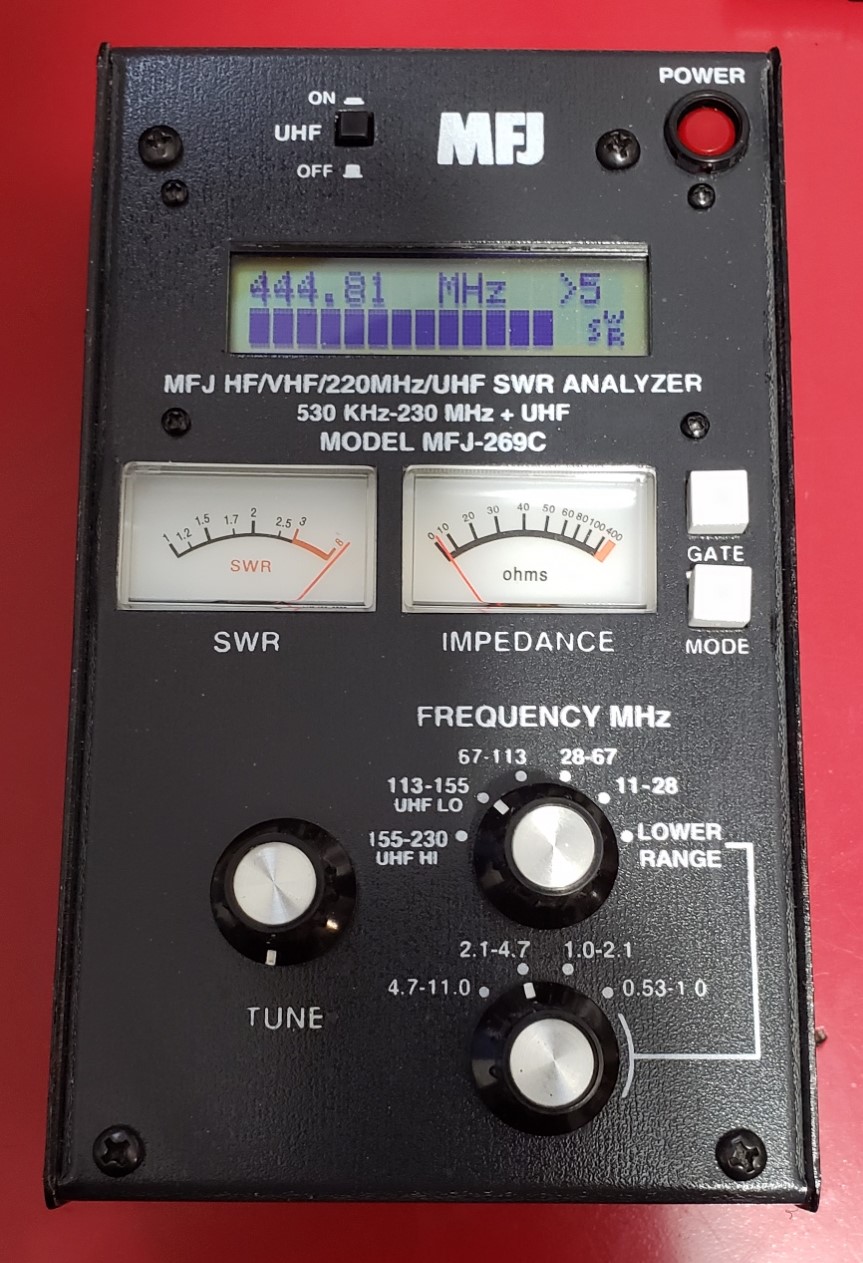 POWER
ON
UHF
OFF
MFJ
444.81 MHz >5
SWR
MFJ HF/VHF/220MHz/UHF SWR ANALYZER
530 KHz-230 MHz + UHF
MODEL MFJ-269C
1 1.2 1.5 1.7 2 2.5 3 8
SWR
0 10 20 30 40 50 60 80 100 400
ohms
GATE
SWR
IMPEDANCE
MODE
FREQUENCY MHz
67-113 28-67
113-155
UHF LO
11-28
155-230
UHF HI
LOWER
RANGE
2.1-4.7 1.0-2.1
4.7-11.0 0.53-1 0
TUNE